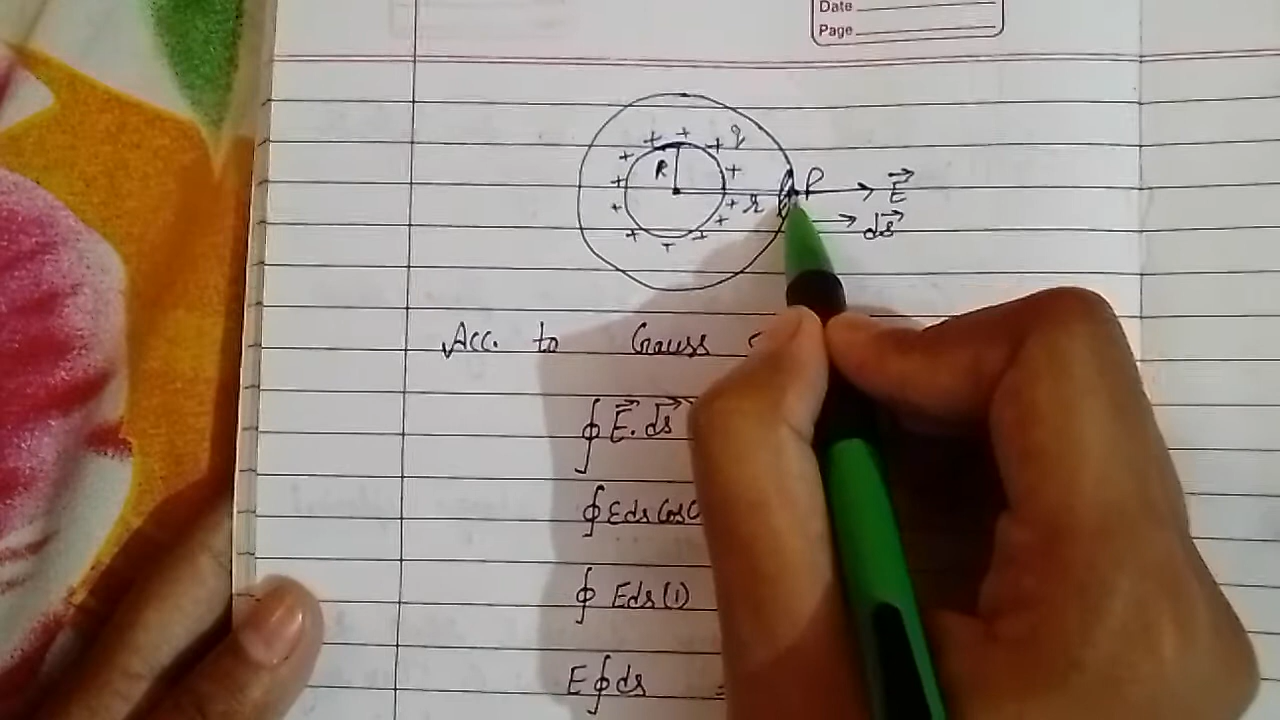 Date
Page
+ + + q
R
+ + + + + + + + + +
r
P
E⃗
ds⃗
Acc. to Gauss
∮ E⃗. ds⃗
∮ Eds Cos
∮ Eds(1)
E∮ds =